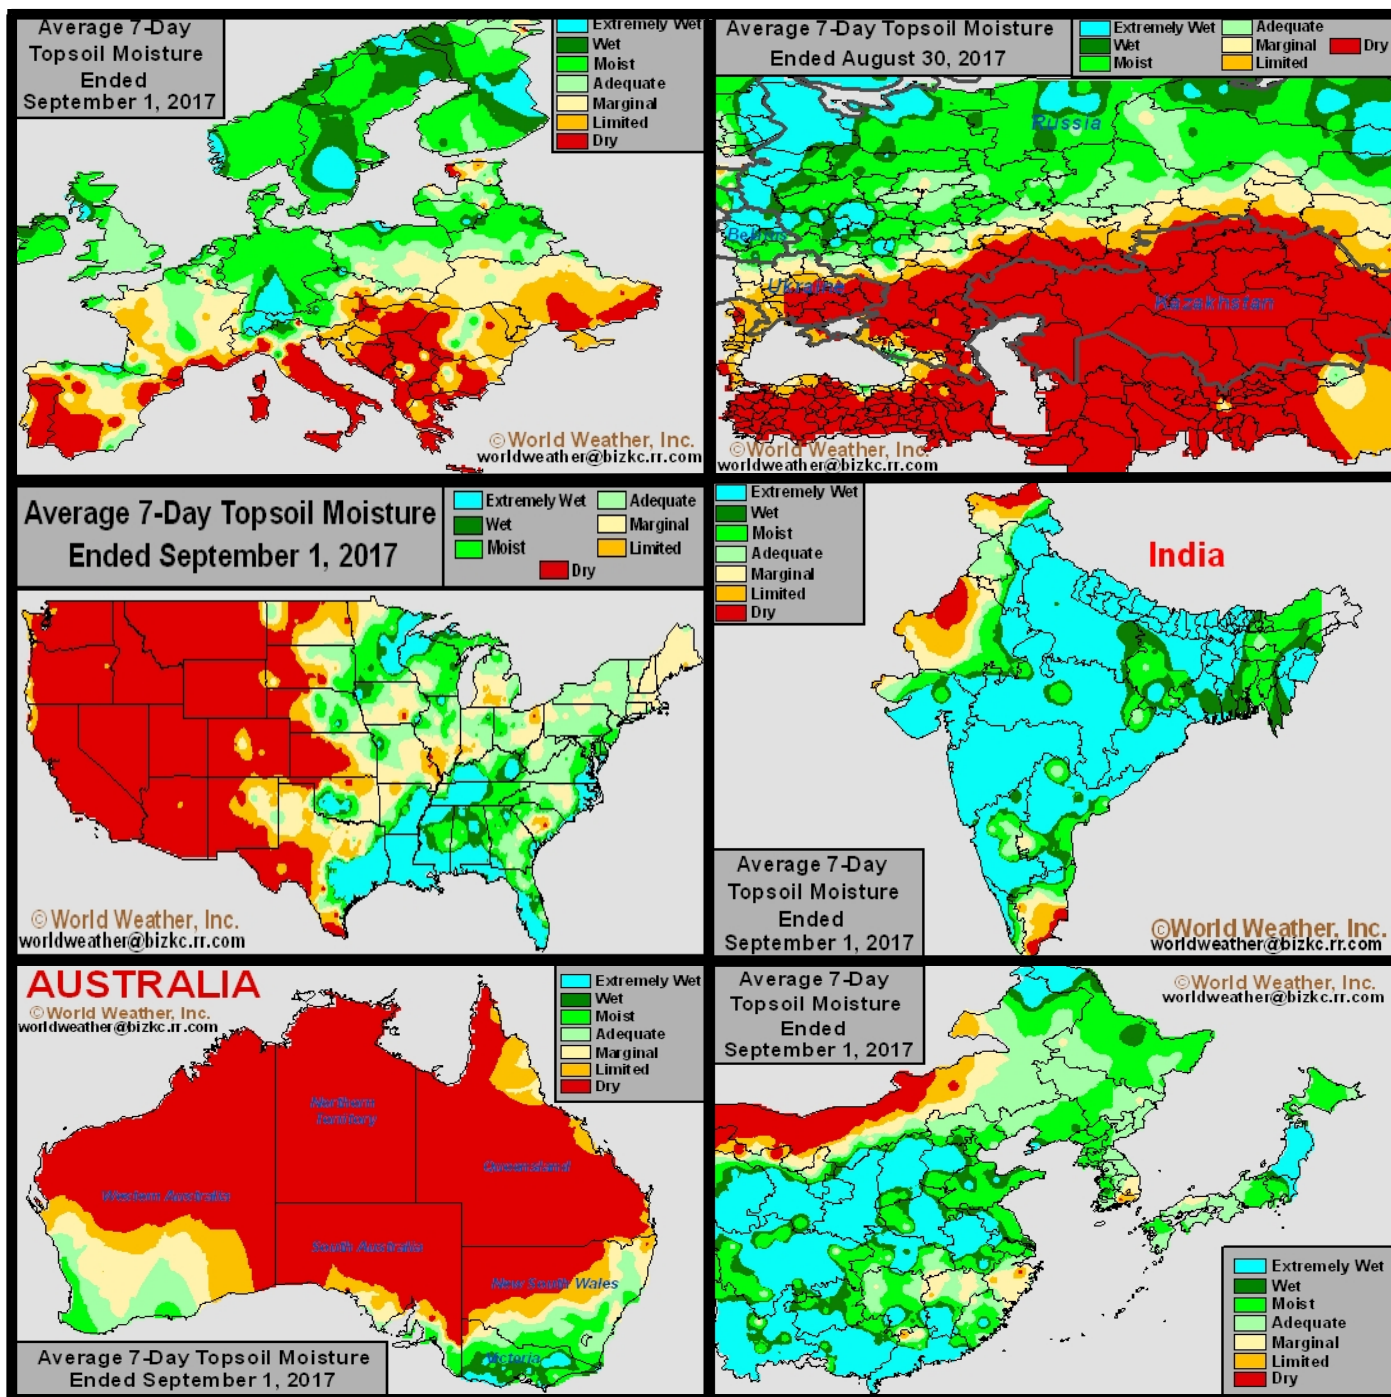 Average 7-Day
Topsoil Moisture
Ended
September 1, 2017
Extremely Wet
Wet
Moist
Adequate
Marginal
Limited
Dry
©World Weather, Inc.
worldweather@bizkc.rr.com
Average 7-Day Topsoil Moisture
Ended August 30, 2017
Extremely Wet
Wet
Moist
Adequate
Marginal
Limited
Dry
Russia
Belarus
Ukraine
Kazakhstan
©World Weather, Inc.
worldweather@bizkc.rr.com
Average 7-Day Topsoil Moisture
Ended September 1, 2017
Extremely Wet
Wet
Moist
Adequate
Marginal
Limited
Dry
©World Weather, Inc.
worldweather@bizkc.rr.com
Extremely Wet
Wet
Moist
Adequate
Marginal
Limited
Dry
India
Average 7-Day
Topsoil Moisture
Ended
September 1, 2017
©World Weather, Inc.
worldweather@bizkc.rr.com
AUSTRALIA
©World Weather, Inc.
worldweather@bizkc.rr.com
Extremely Wet
Wet
Moist
Adequate
Marginal
Limited
Dry
Northern
Territory
Queensland
Western Australia
South Australia
New South Wales
Victoria
Average 7-Day Topsoil Moisture
Ended September 1, 2017
Average 7-Day
Topsoil Moisture
Ended
September 1, 2017
©World Weather, Inc.
worldweather@bizkc.rr.com
Extremely Wet
Wet
Moist
Adequate
Marginal
Limited
Dry